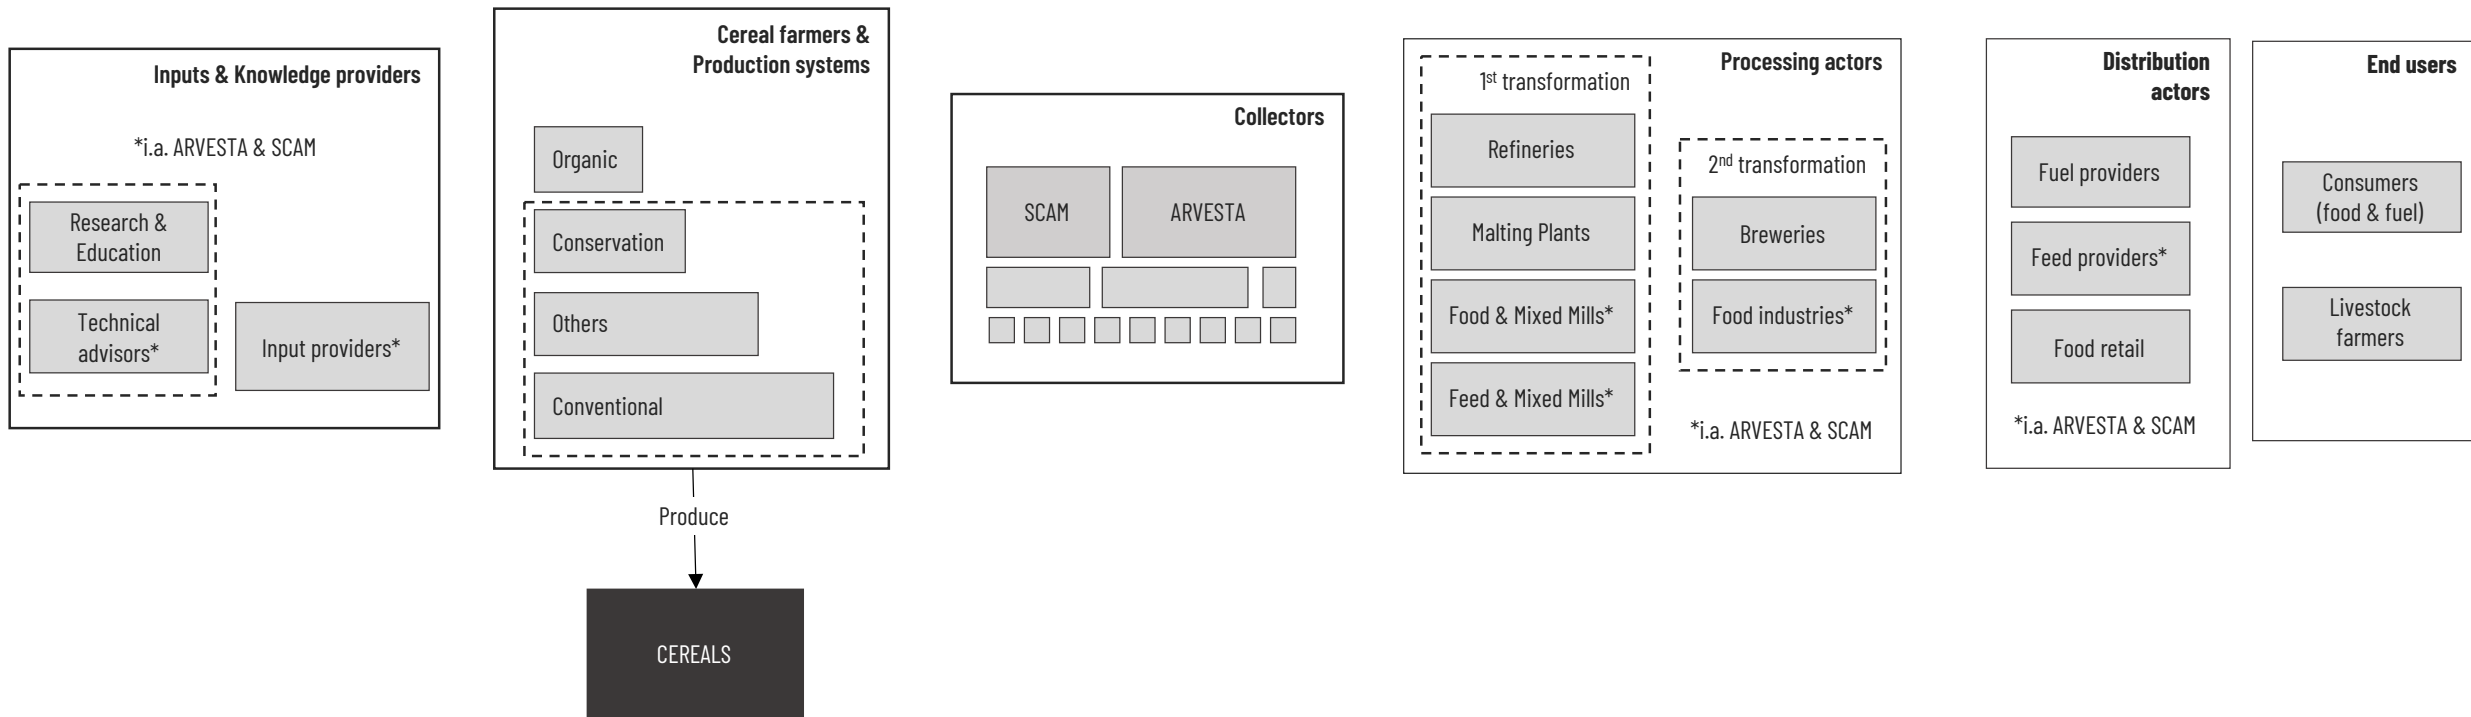 Inputs & Knowledge providers
*i.a. ARVESTA & SCAM
Research &
Education
Technical
advisors*
Input providers*
Cereal farmers &
Production systems
Organic
Conservation
Others
Conventional
Produce
CEREALS
Collectors
SCAM
ARVESTA
Processing actors
1st transformation
Refineries
Malting Plants
Food & Mixed Mills*
Feed & Mixed Mills*
2nd transformation
Breweries
Food industries*
*i.a. ARVESTA & SCAM
Distribution
actors
Fuel providers
Feed providers*
Food retail
*i.a. ARVESTA & SCAM
End users
Consumers
(food & fuel)
Livestock
farmers